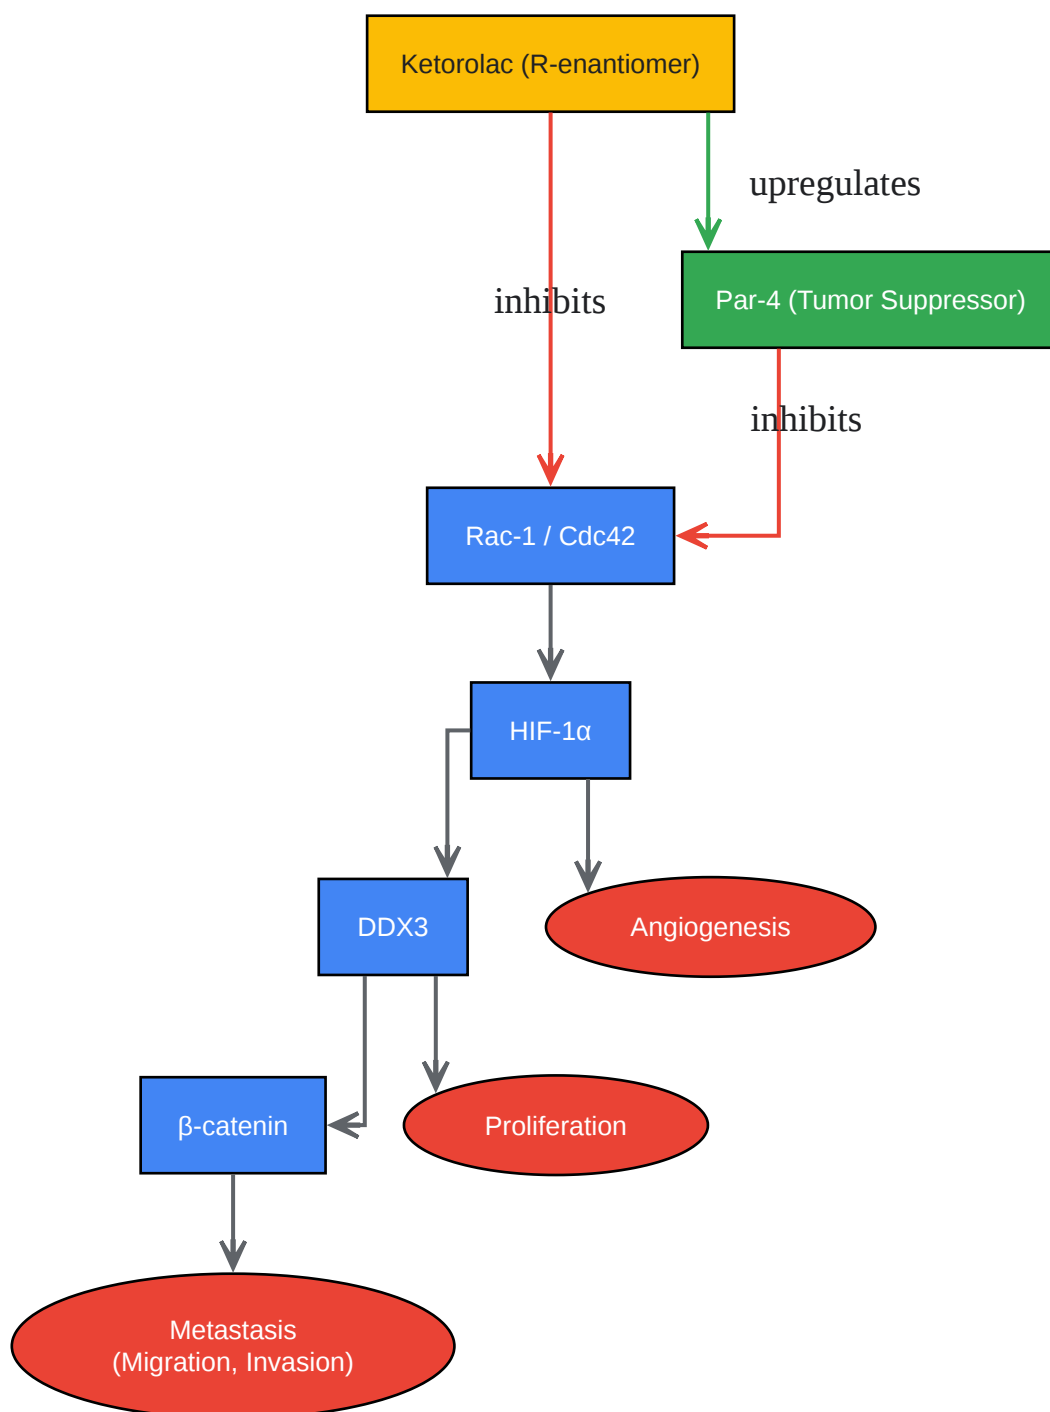 Ketorolac (R-enantiomer)
upregulates
inhibits
Par-4 (Tumor Suppressor)
inhibits
Rac-1 / Cdc42
HIF-1α
DDX3
Angiogenesis
β-catenin
Proliferation
Metastasis
(Migration, Invasion)